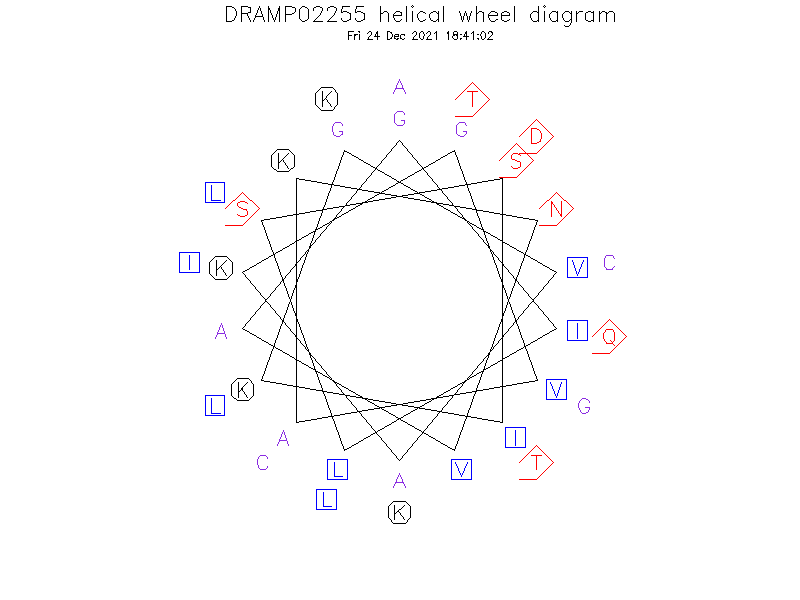 DRAMP02255 helical wheel diagram
Fri 24 Dec 2021 18:41:02
A
K T
G
G G
D
K S
L
S N
I K V C
A I Q
K V
L G
A I
C T
L V
A
L
K